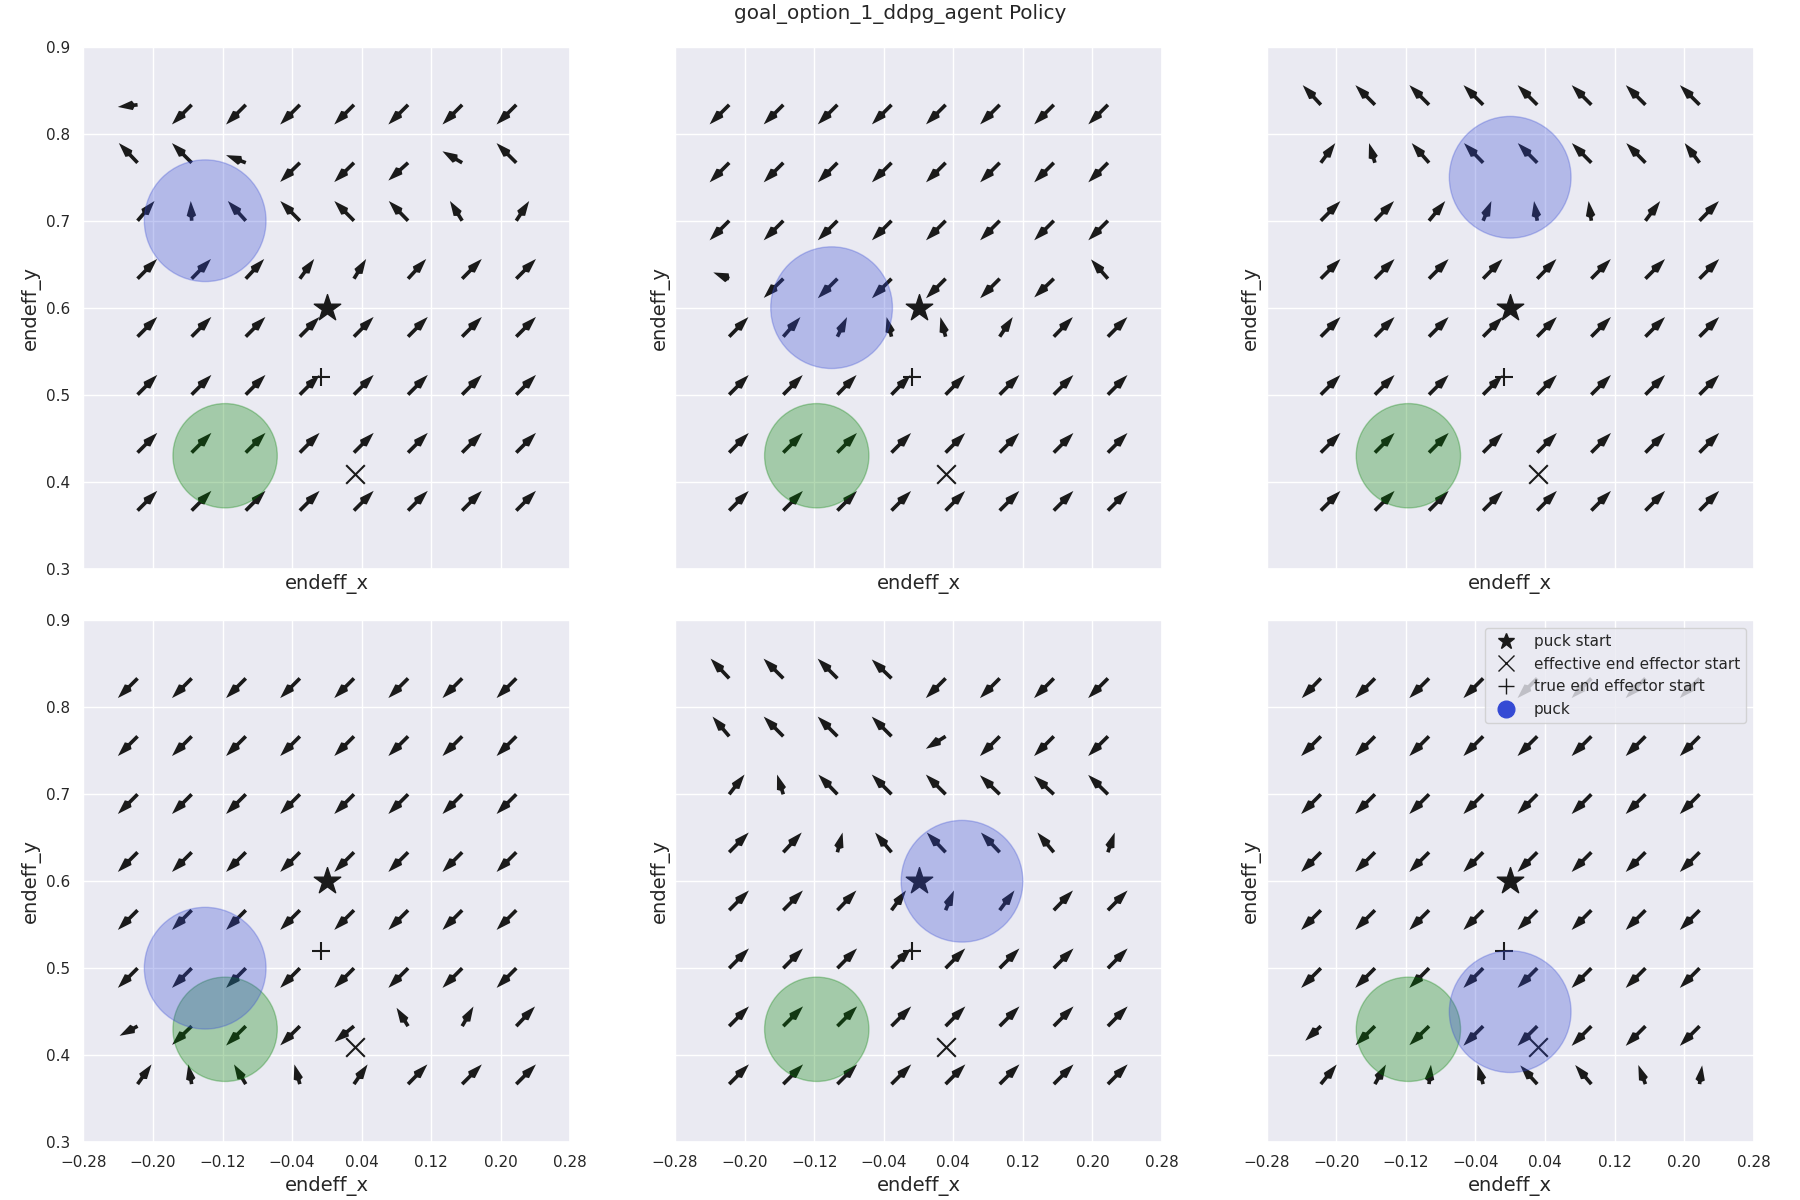 goal_option_1_ddpg_agent Policy
0.9
0.8
0.7
0.6
0.5
0.4
0.3
endeff_y
endeff_x
endeff_y
endeff_x
endeff_y
endeff_x
0.9
0.8
0.7
0.6
0.5
0.4
0.3
endeff_y
−0.28 −0.20 −0.12 −0.04 0.04 0.12 0.20 0.28
endeff_x
endeff_y
−0.28 −0.20 −0.12 −0.04 0.04 0.12 0.20 0.28
endeff_x
puck start
effective end effector start
true end effector start
puck
endeff_y
−0.28 −0.20 −0.12 −0.04 0.04 0.12 0.20 0.28
endeff_x